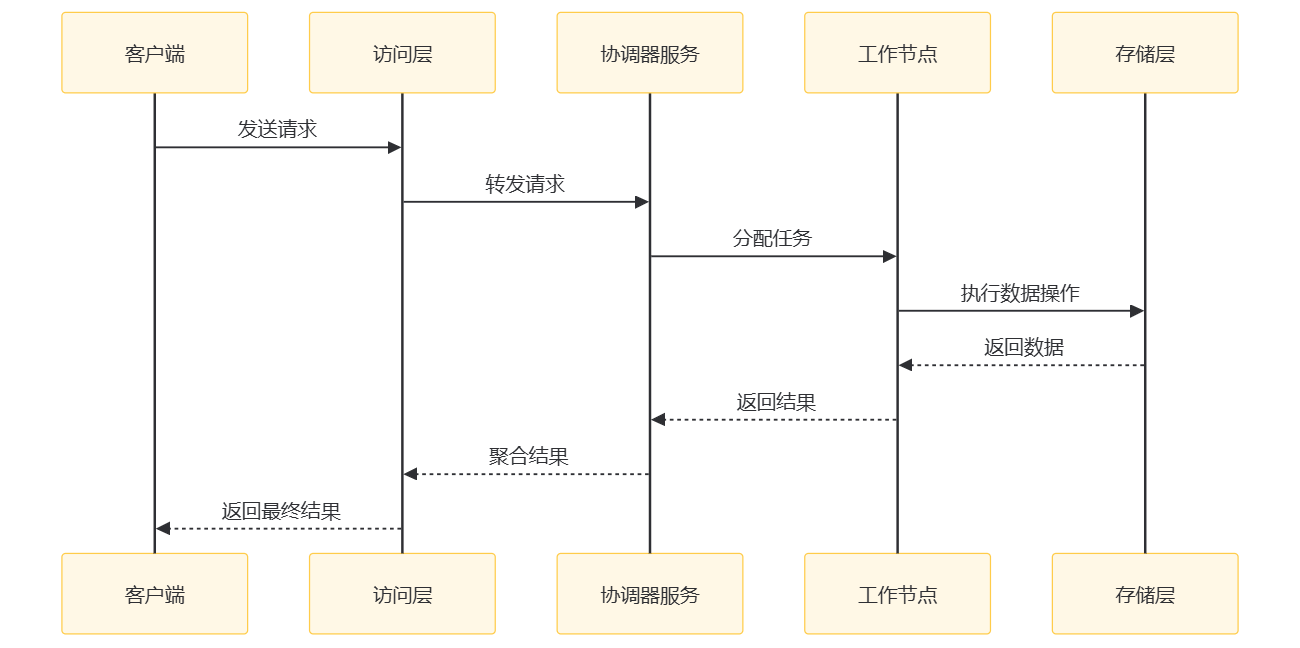 客户端
访问层
协调器服务
工作节点
存储层
发送请求
转发请求
分配任务
执行数据操作
返回数据
返回结果
聚合结果
返回最终结果
客户端
访问层
协调器服务
工作节点
存储层